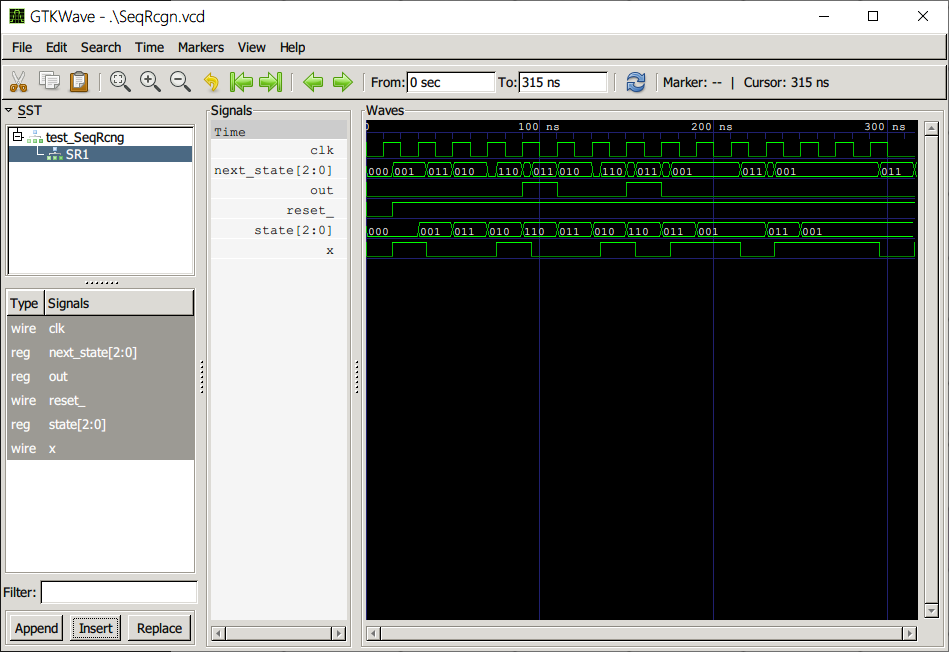 GTKWave - .\SeqRcgn.vcd
File Edit Search Time Markers View Help
From: 0 sec To: 315 ns Marker: -- | Cursor: 315 ns
SST
test_SeqRcng
SR1
Type Signals
wire clk
reg next_state[2:0]
reg out
wire reset_
reg state[2:0]
wire x
Filter:
Append Insert Replace
Signals
Time
clk
next_state[2:0]
out
reset_
state[2:0]
x
Waves
0 100 ns 200 ns 300 ns
000 001 011 010 110 011 010 110 011 001 011 001 011
000 001 011 010 110 011 010 110 011 001 011 001